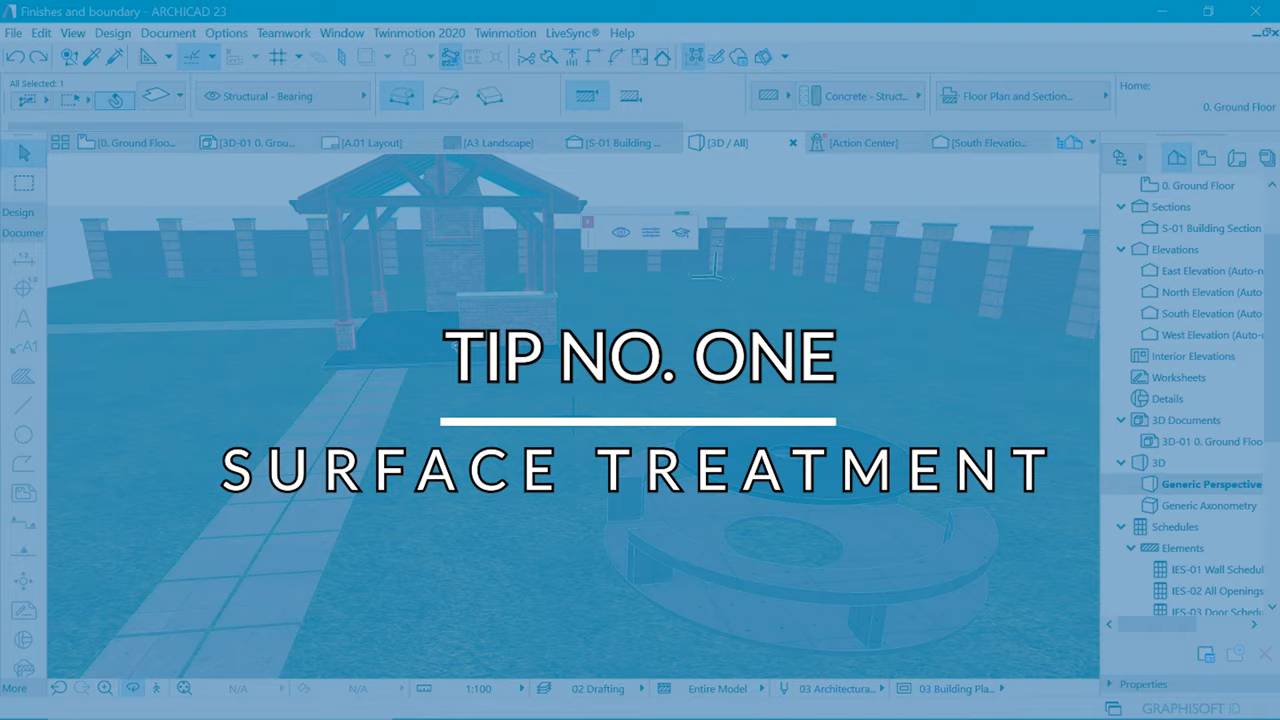 Finishes and boundary - ARCHICAD 23
File Edit View Design Document Options Teamwork Window Twinmotion 2020 Twinmotion LiveSync® Help
All Selected: 1
Structural - Bearing
Concrete - Struct...
Floor Plan and Section...
Home:
0. Ground Floor
[0. Ground Floo...
[3D-01 0. Grou...
[A.01 Layout]
[A3 Landscape]
[S-01 Building ...
[3D / All]
[Action Center]
[South Elevatio...
Design
Documer
A1
0. Ground Floor
Sections
S-01 Building Section
Elevations
East Elevation (Auto-r
North Elevation (Auto
South Elevation (Auto
West Elevation (Auto-
Interior Elevations
Worksheets
Details
3D Documents
3D-01 0. Ground Floo
3D
Generic Perspective
Generic Axonometry
Schedules
Elements
IES-01 Wall Schedul
IES-02 All Openings
IES-03 Door Schedu
TIP NO. ONE
SURFACE TREATMENT
More
N/A
N/A
1:100
02 Drafting
Entire Model
03 Architectura...
03 Building Pla...
Properties
GRAPHISOFT ID